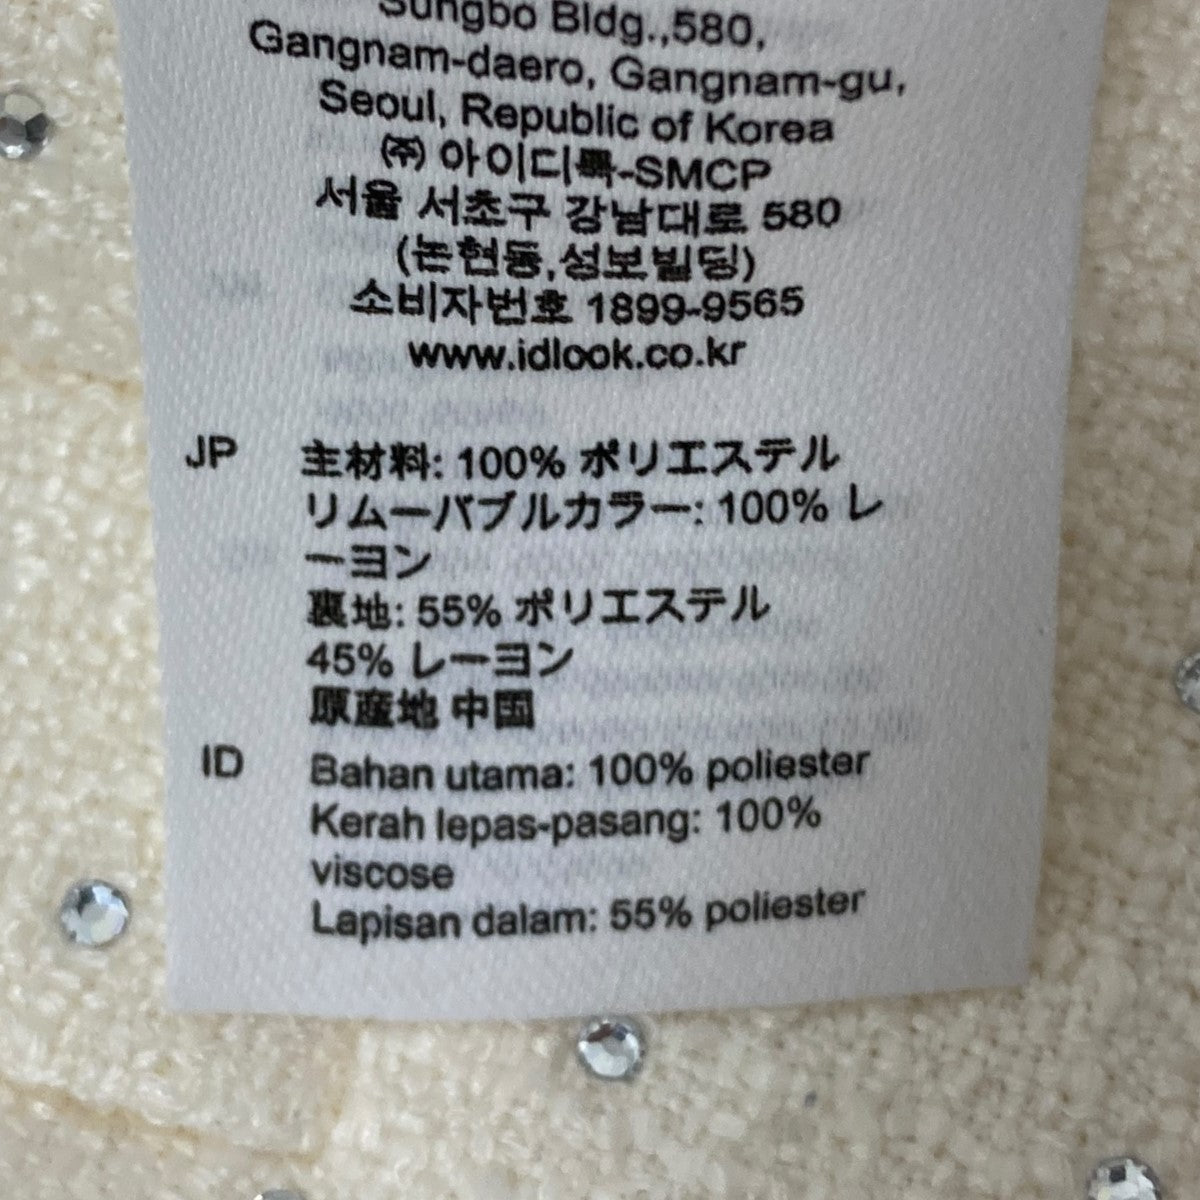 Sungbo Bldg.,580,
Gangnam-daero, Gangnam-gu,
Seoul, Republic of Korea
㈜ 아이디룩-SMCP
서울 서초구 강남대로 580
(논현동,성보빌딩)
소비자번호 1899-9565
www.idlook.co.kr
JP 主材料: 100% ポリエステル
リムーバブルカラー: 100% レ
ーヨン
裏地: 55% ポリエステル
45% レーヨン
原産地 中国
ID Bahan utama: 100% poliester
Kerah lepas-pasang: 100%
viscose
Lapisan dalam: 55% poliester